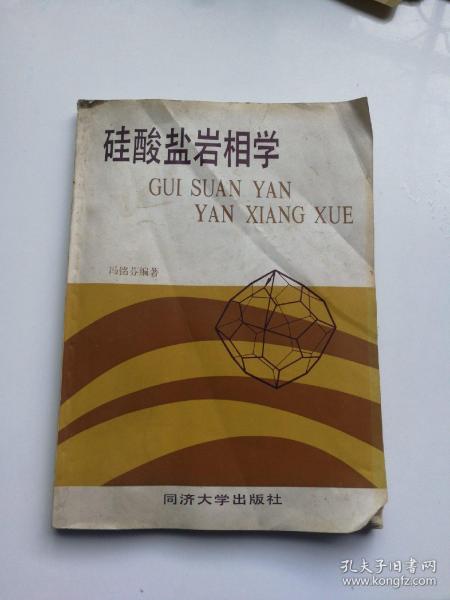 硅酸盐岩相学
GUI SUAN YAN
YAN XIANG XUE
冯铭芬编著
同济大学出版社
孔夫子旧书网
www.kongfz.com